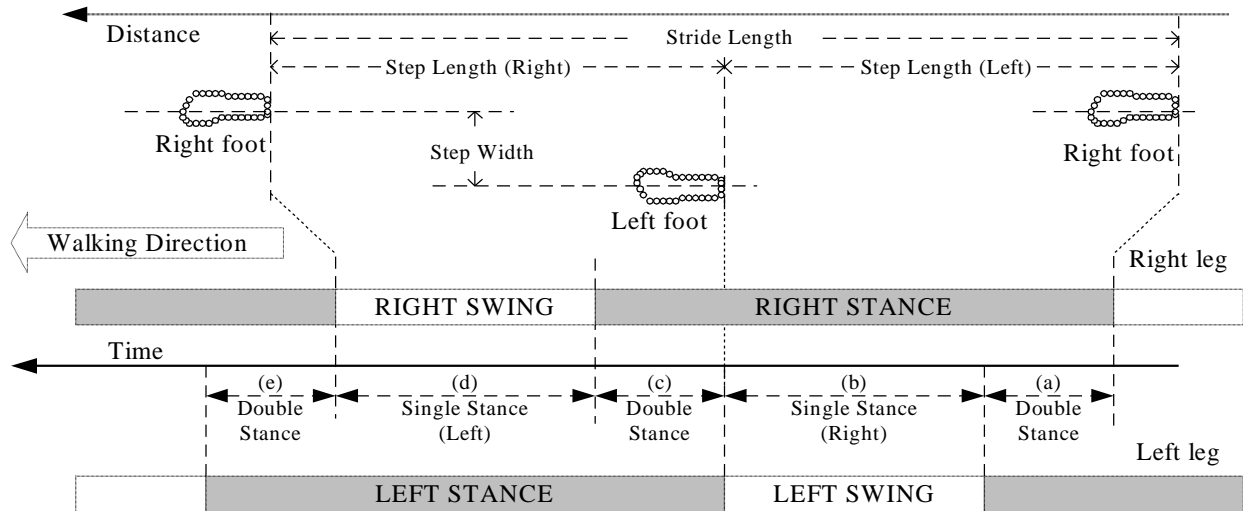 Distance
Stride Length
Step Length (Right)
Step Length (Left)
Right foot
Step Width
Right foot
Left foot
Walking Direction
Right leg
RIGHT SWING
RIGHT STANCE
Time
(e)
Double
Stance
(d)
Single Stance
(Left)
(c)
Double
Stance
(b)
Single Stance
(Right)
(a)
Double
Stance
Left leg
LEFT STANCE
LEFT SWING